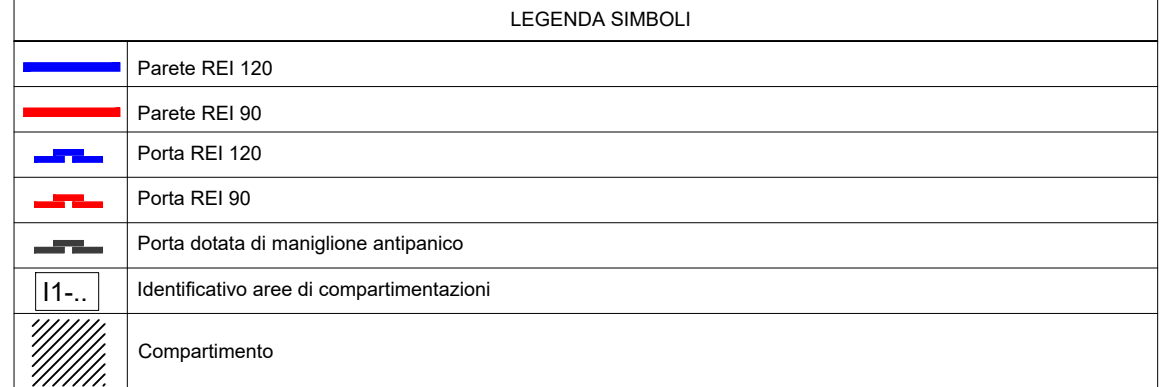 LEGENDA SIMBOLI
Parete REI 120
Parete REI 90
Porta REI 120
Porta REI 90
Porta dotata di maniglione antipanico
I1-.. Identificativo aree di compartimentazioni
Compartimento